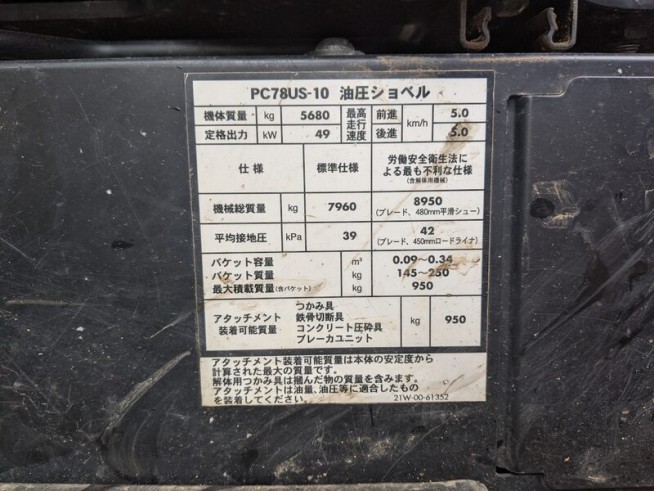 PC78US-10 油圧ショベル
機体質量 kg 5680 最高走行速度 前進 km/h 5.0
定格出力 kW 49 後進 5.0
仕様 標準仕様 労働安全衛生法による最も不利な仕様 (含解体用機械)
機械総質量 kg 7960 8950 (ブレード、480mm平滑シュー)
平均接地圧 kPa 39 42 (ブレード、450mmロードライナ)
バケット容量 m³ 0.09～0.34
バケット質量 kg 145～250
最大積載質量(含バケット) kg 950
アタッチメント装着可能質量 つかみ具 鉄骨切断具 コンクリート圧砕具 ブレーカユニット kg 950
アタッチメント装着可能質量は本体の安定度から
計算された最大の質量です。
解体用つかみ具は掴んだ物の質量を含みます。
アタッチメントは油量、油圧等に適合したもの
を装着してください。 21W-00-61352